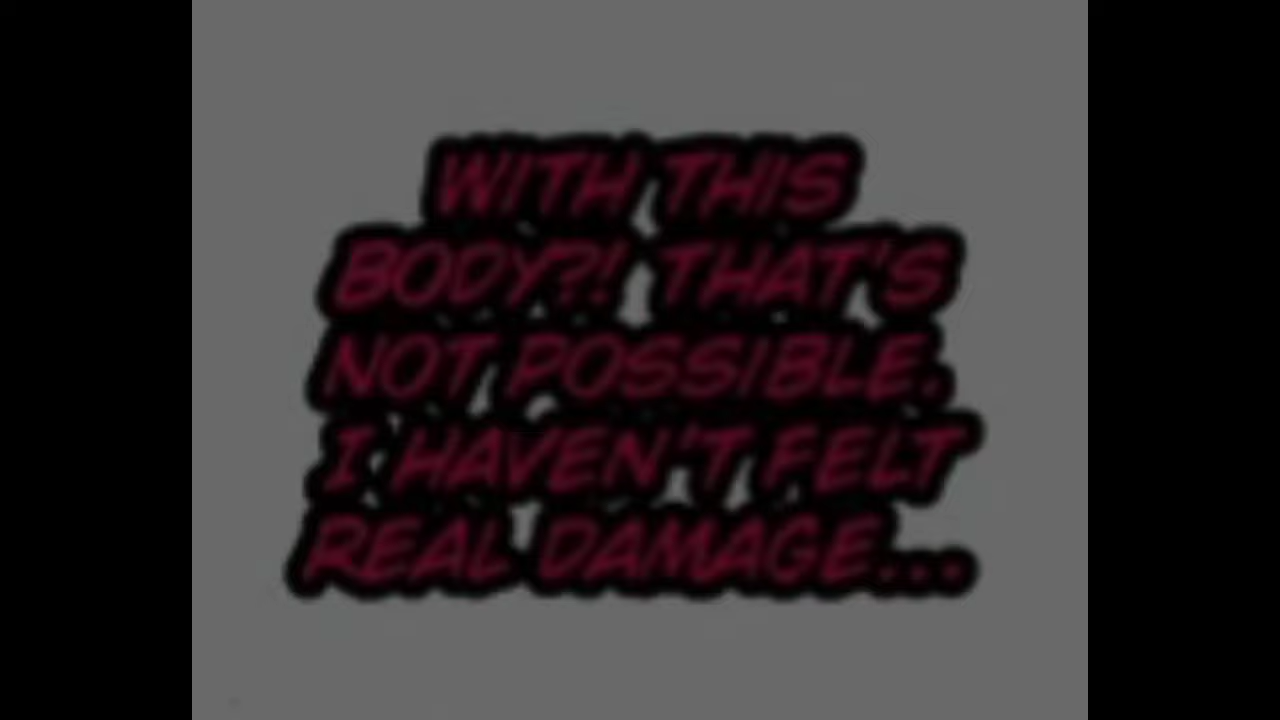 WITH THIS
BODY?! THAT'S
NOT POSSIBLE.
I HAVEN'T FELT
REAL DAMAGE...